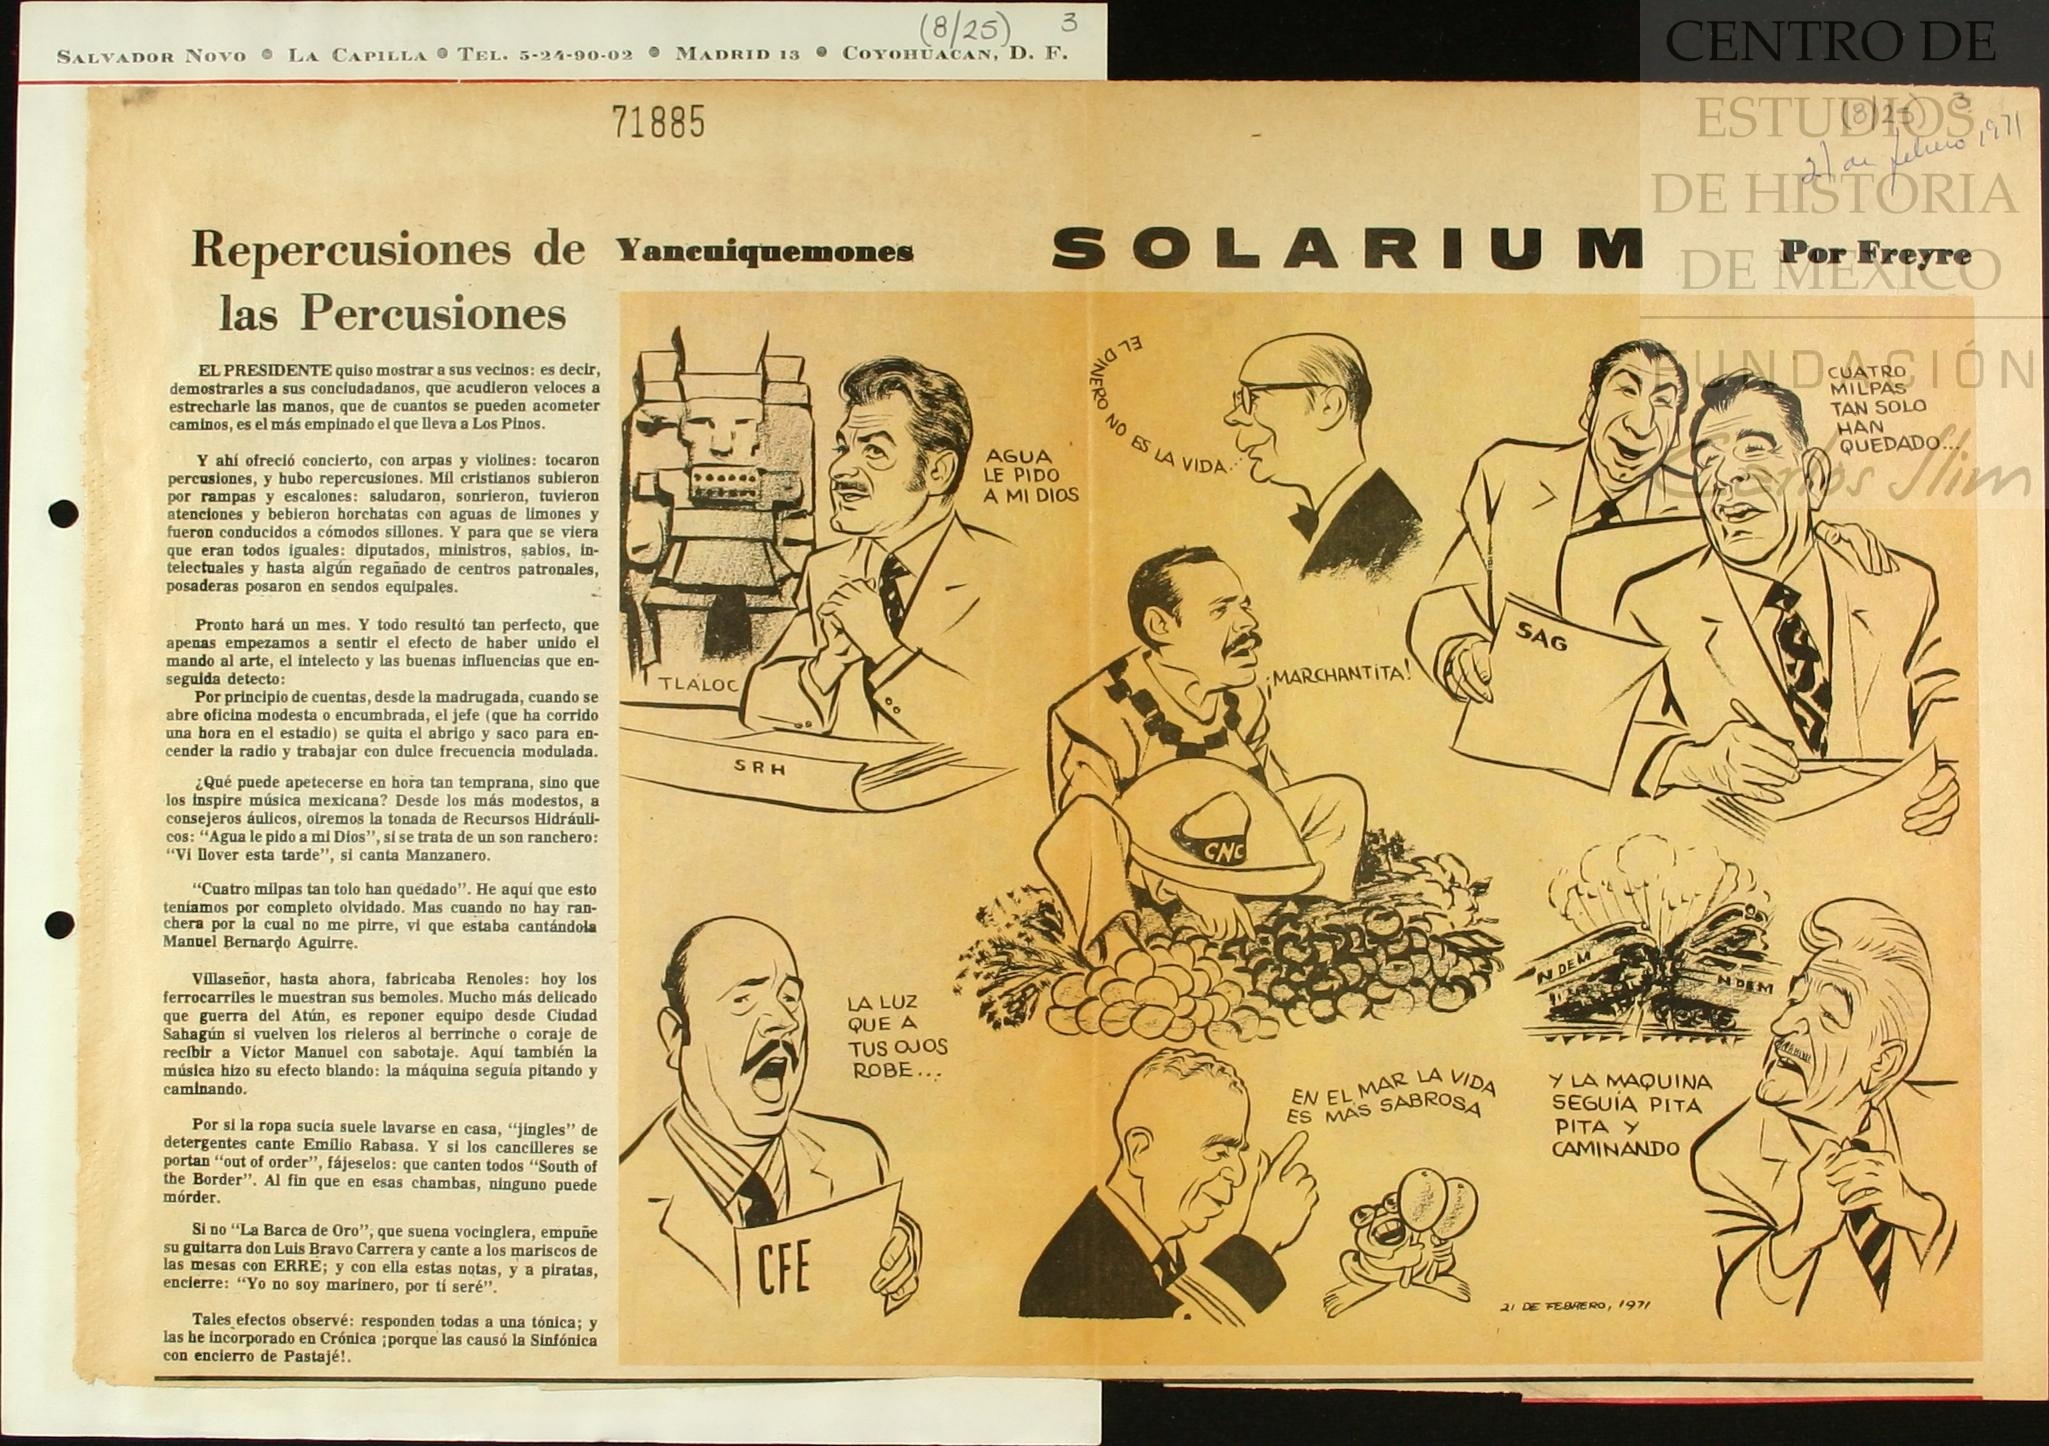 (8/25) 3
SALVADOR NOVO • LA CAPILLA • TEL. 5-24-90-02 • MADRID 13 • COYOHUACAN, D. F.
71885
CENTRO DE
ESTUDIOS
DE HISTORIA
DE MÉXICO
FUNDACIÓN
Carlos Slim
(8/25) 3
21 de febrero 1971
Repercusiones de
las Percusiones
EL PRESIDENTE quiso mostrar a sus vecinos: es decir,
demostrarles a sus conciudadanos, que acudieron veloces a
estrecharle las manos, que de cuantos se pueden acometer
caminos, es el más empinado el que lleva a Los Pinos.
Y ahí ofreció concierto, con arpas y violines: tocaron
percusiones, y hubo repercusiones. Mil cristianos subieron
por rampas y escalones: saludaron, sonrieron, tuvieron
atenciones y bebieron horchatas con aguas de limones y
fueron conducidos a cómodos sillones. Y para que se viera
que eran todos iguales: diputados, ministros, sabios, in-
telectuales y hasta algún regañado de centros patronales,
posaderas posaron en sendos equipales.
Pronto hará un mes. Y todo resultó tan perfecto, que
apenas empezamos a sentir el efecto de haber unido el
mando al arte, el intelecto y las buenas influencias que en-
seguida detecto:
Por principio de cuentas, desde la madrugada, cuando se
abre oficina modesta o encumbrada, el jefe (que ha corrido
una hora en el estadio) se quita el abrigo y saco para en-
cender la radio y trabajar con dulce frecuencia modulada.
¿Qué puede apetecerse en hora tan temprana, sino que
los inspire música mexicana? Desde los más modestos, a
consejeros áulicos, oiremos la tonada de Recursos Hidráuli-
cos: "Agua le pido a mi Dios", si se trata de un son ranchero:
"Vi llover esta tarde", si canta Manzanero.
"Cuatro milpas tan tolo han quedado". He aquí que esto
teníamos por completo olvidado. Mas cuando no hay ran-
chera por la cual no me pirre, vi que estaba cantándola
Manuel Bernardo Aguirre.
Villaseñor, hasta ahora, fabricaba Renoles: hoy los
ferrocarriles le muestran sus bemoles. Mucho más delicado
que guerra del Atún, es reponer equipo desde Ciudad
Sahagún si vuelven los rieleros al berrinche o coraje de
recibir a Víctor Manuel con sabotaje. Aquí también la
música hizo su efecto blando: la máquina seguía pitando y
caminando.
Por si la ropa sucia suele lavarse en casa, "jingles" de
detergentes cante Emilio Rabasa. Y si los cancilleres se
portan "out of order", fájeselos: que canten todos "South of
the Border". Al fin que en esas chambas, ninguno puede
mórder.
Si no "La Barca de Oro", que suena vocinglera, empuñe
su guitarra don Luis Bravo Carrera y cante a los mariscos de
las mesas con ERRE; y con ella estas notas, y a piratas,
encierre: "Yo no soy marinero, por tí seré".
Tales efectos observé: responden todas a una tónica; y
las he incorporado en Crónica ¡porque las causó la Sinfónica
con encierro de Pastajé!.
Yancuiquemones
SOLARIUM
Por Freyre
TLALOC
SRH
AGUA
LE PIDO
A MI DIOS
EL DINERO NO ES LA VIDA...
CUATRO
MILPAS
TAN SOLO
HAN
QUEDADO...
SAG
¡MARCHANTITA!
CNC
LA LUZ
QUE A
TUS OJOS
ROBE...
CFE
EN EL MAR LA VIDA
ES MAS SABROSA
N DE M
N DE M
Y LA MAQUINA
SEGUÍA PITA
PITA Y
CAMINANDO
21 DE FEBRERO, 1971